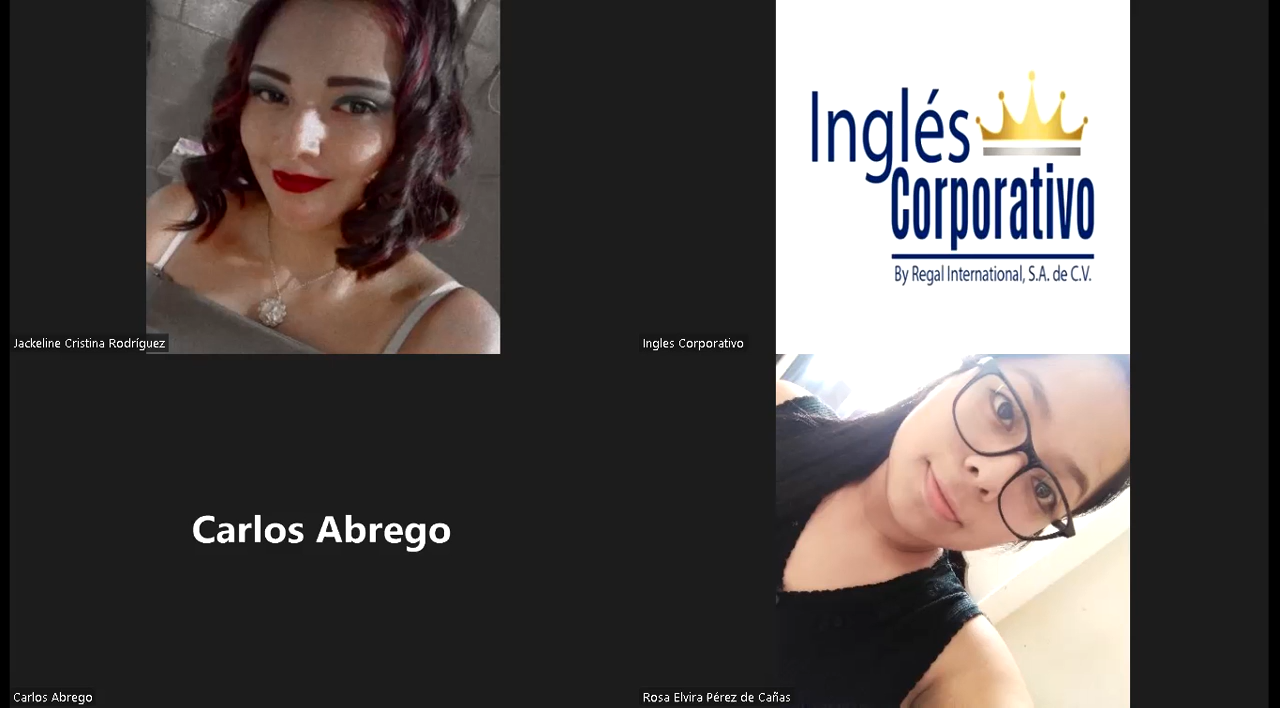 Jackeline Cristina Rodríguez
Inglés
Corporativo
By Regal International, S.A. de C.V.
Ingles Corporativo
Carlos Abrego
Carlos Abrego
Rosa Elvira Pérez de Cañas